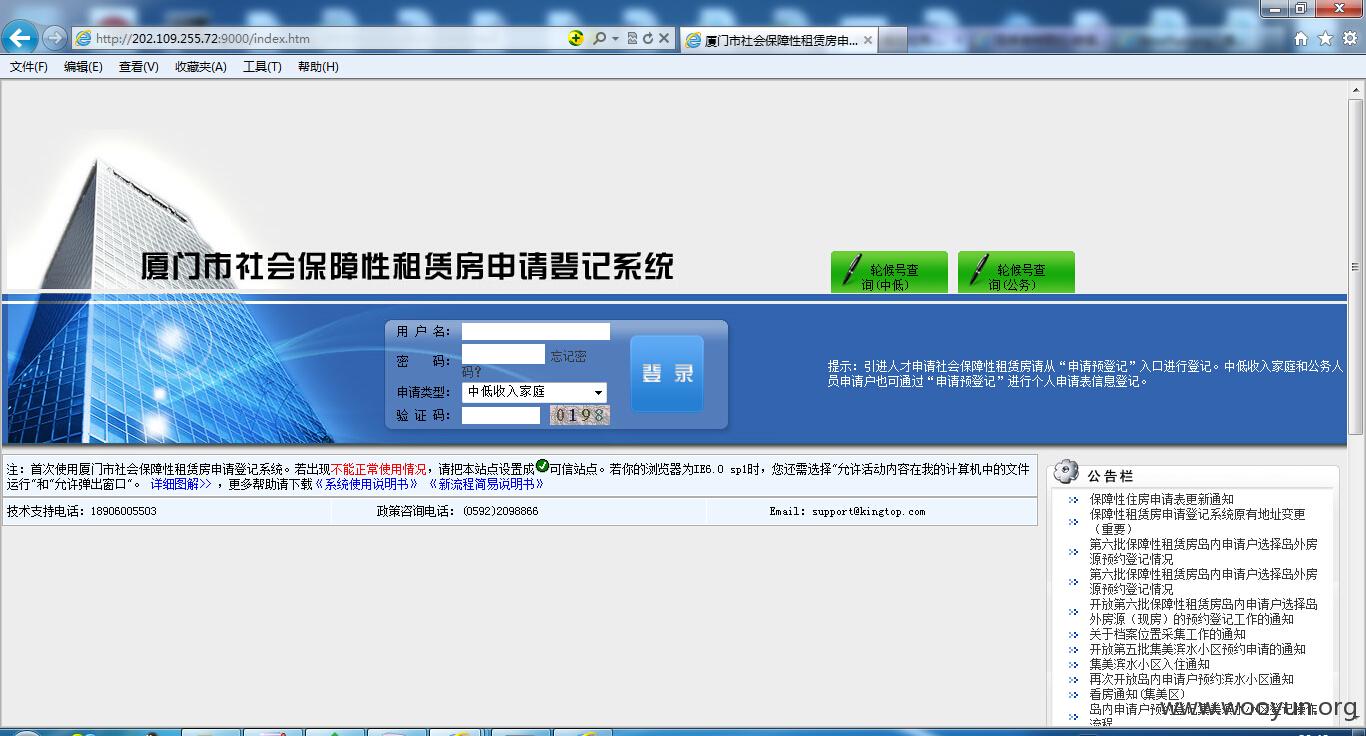 http://202.109.255.72:9000/index.htm
厦门市社会保障性租赁房申...
文件(F) 编辑(E) 查看(V) 收藏夹(A) 工具(T) 帮助(H)
厦门市社会保障性租赁房申请登记系统
轮候号查
询(中低)
轮候号查
询(公务)
用 户 名：
密 码： 忘记密
码?
申请类型： 中低收入家庭
验 证 码： 0198
登 录
提示：引进人才申请社会保障性租赁房请从“申请预登记”入口进行登记。中低收入家庭和公务人
员申请户也可通过“申请预登记”进行个人申请表信息登记。
注：首次使用厦门市社会保障性租赁房申请登记系统。若出现不能正常使用情况，请把本站点设置成可信站点。若你的浏览器为IE6.0 sp1时，您还需选择"允许活动内容在我的计算机中的文件
运行"和"允许弹出窗口"。 详细图解>> ，更多帮助请下载《系统使用说明书》 《新流程简易说明书》
技术支持电话：18906005503 政策咨询电话：(0592)2098866 Email：support@kingtop.com
公告栏
保障性住房申请表更新通知
保障性租赁房申请登记系统原有地址变更
（重要）
第六批保障性租赁房岛内申请户选择岛外房
源预约登记情况
第六批保障性租赁房岛内申请户选择岛外房
源预约登记情况
开放第六批保障性租赁房岛内申请户选择岛
外房源（现房）的预约登记工作的通知
关于档案位置采集工作的通知
开放第五批集美滨水小区预约申请的通知
集美滨水小区入住通知
再次开放岛内申请户预约滨水小区通知
看房通知(集美区)
岛内申请户预
流程
www.wooyun.org